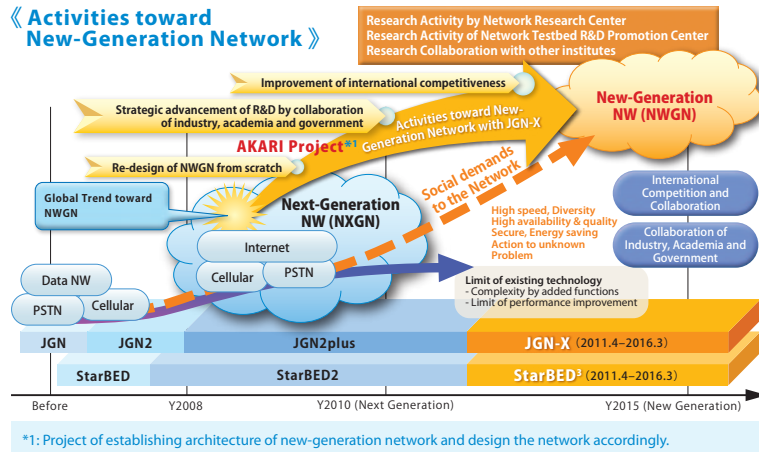 《 Activities toward
New-Generation Network 》
Research Activity by Network Research Center
Research Activity of Network Testbed R&D Promotion Center
Research Collaboration with other institutes
Improvement of international competitiveness
Strategic advancement of R&D by collaboration
of industry, academia and government
AKARI Project*1
Re-design of NWGN from scratch
Activities toward New-
Generation Network with JGN-X
New-Generation
NW (NWGN)
Global Trend toward
NWGN
Next-Generation
NW (NXGN)
Social demands
to the Network
International
Competition and
Collaboration
High speed, Diversity
High availability & quality
Secure, Energy saving
Action to unknown
Problem
Collaboration of
Industry, Academia and
Government
Internet
Cellular
PSTN
Data NW
Cellular
PSTN
Limit of existing technology
- Complexity by added functions
- Limit of performance improvement
JGN
JGN2
JGN2plus
JGN-X (2011.4–2016.3)
StarBED
StarBED2
StarBED³ (2011.4–2016.3)
Before
Y2008
Y2010 (Next Generation)
Y2015 (New Generation)
*1: Project of establishing architecture of new-generation network and design the network accordingly.